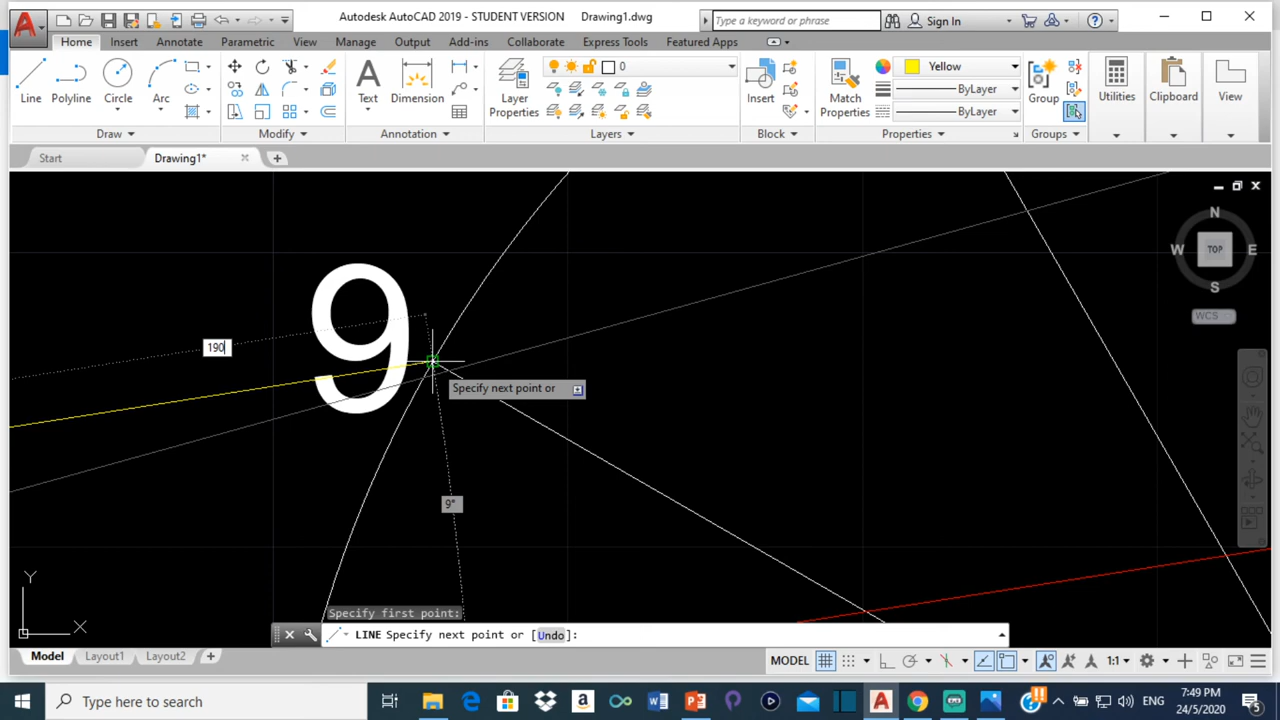 Autodesk AutoCAD 2019 - STUDENT VERSION Drawing1.dwg
Type a keyword or phrase
Sign In
Home Insert Annotate Parametric View Manage Output Add-ins Collaborate Express Tools Featured Apps
0
Yellow
ByLayer
ByLayer
Line Polyline Circle Arc
Text Dimension
Layer Properties
Insert
Match Properties
Group
Utilities Clipboard View
Draw Modify Annotation Layers Block Properties Groups
Start Drawing1*
N
W TOP E
S
WCS
9
190
Specify next point or
9°
Y
X
Specify first point:
LINE Specify next point or [Undo]:
Model Layout1 Layout2
MODEL 1:1
Type here to search
ENG
7:49 PM
24/5/2020
5